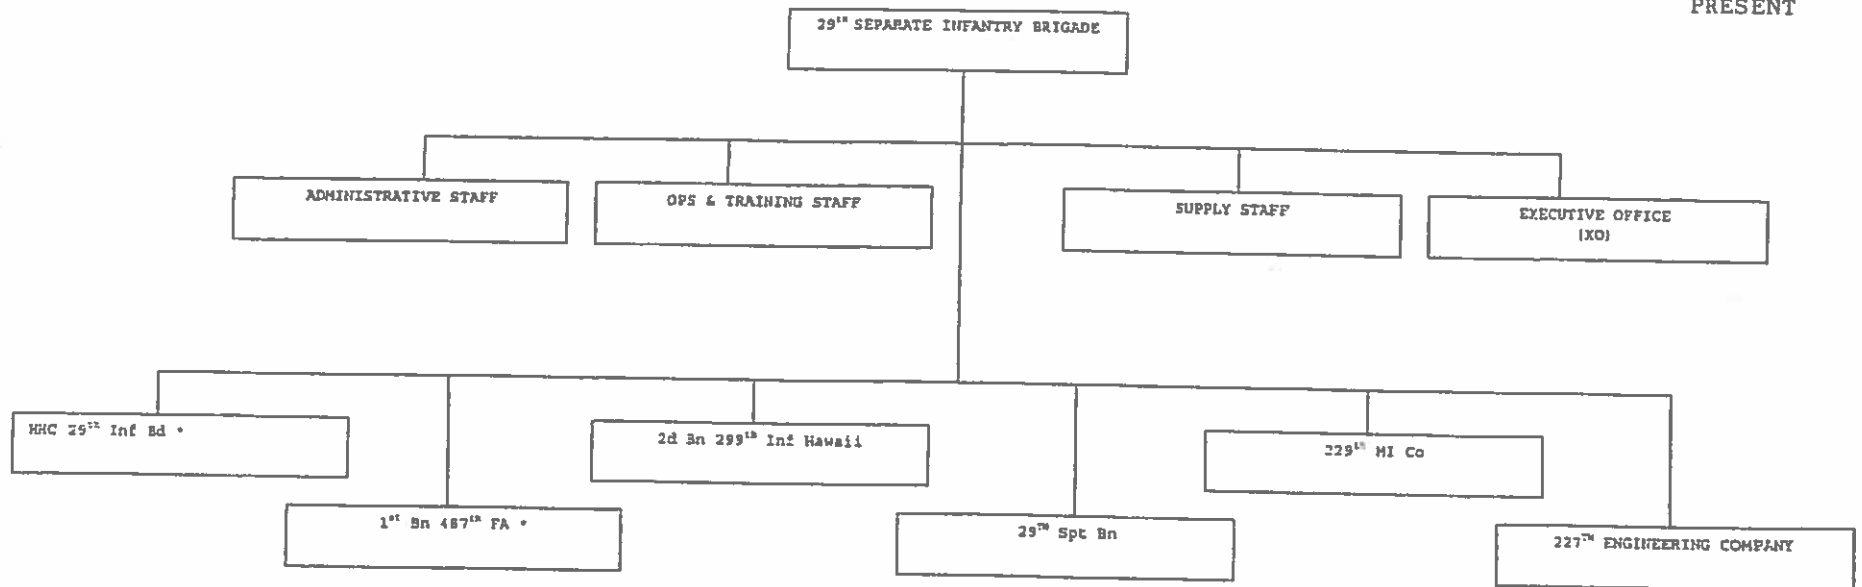 PRESENT
29TH SEPARATE INFANTRY BRIGADE
ADMINISTRATIVE STAFF
OPS & TRAINING STAFF
SUPPLY STAFF
EXECUTIVE OFFICE
(XO)
HHC 29TH Inf Bd *
2d Bn 299th Inf Hawaii
229th MI Co
1st Bn 487th FA *
29TH Spt Bn
227TH ENGINEERING COMPANY